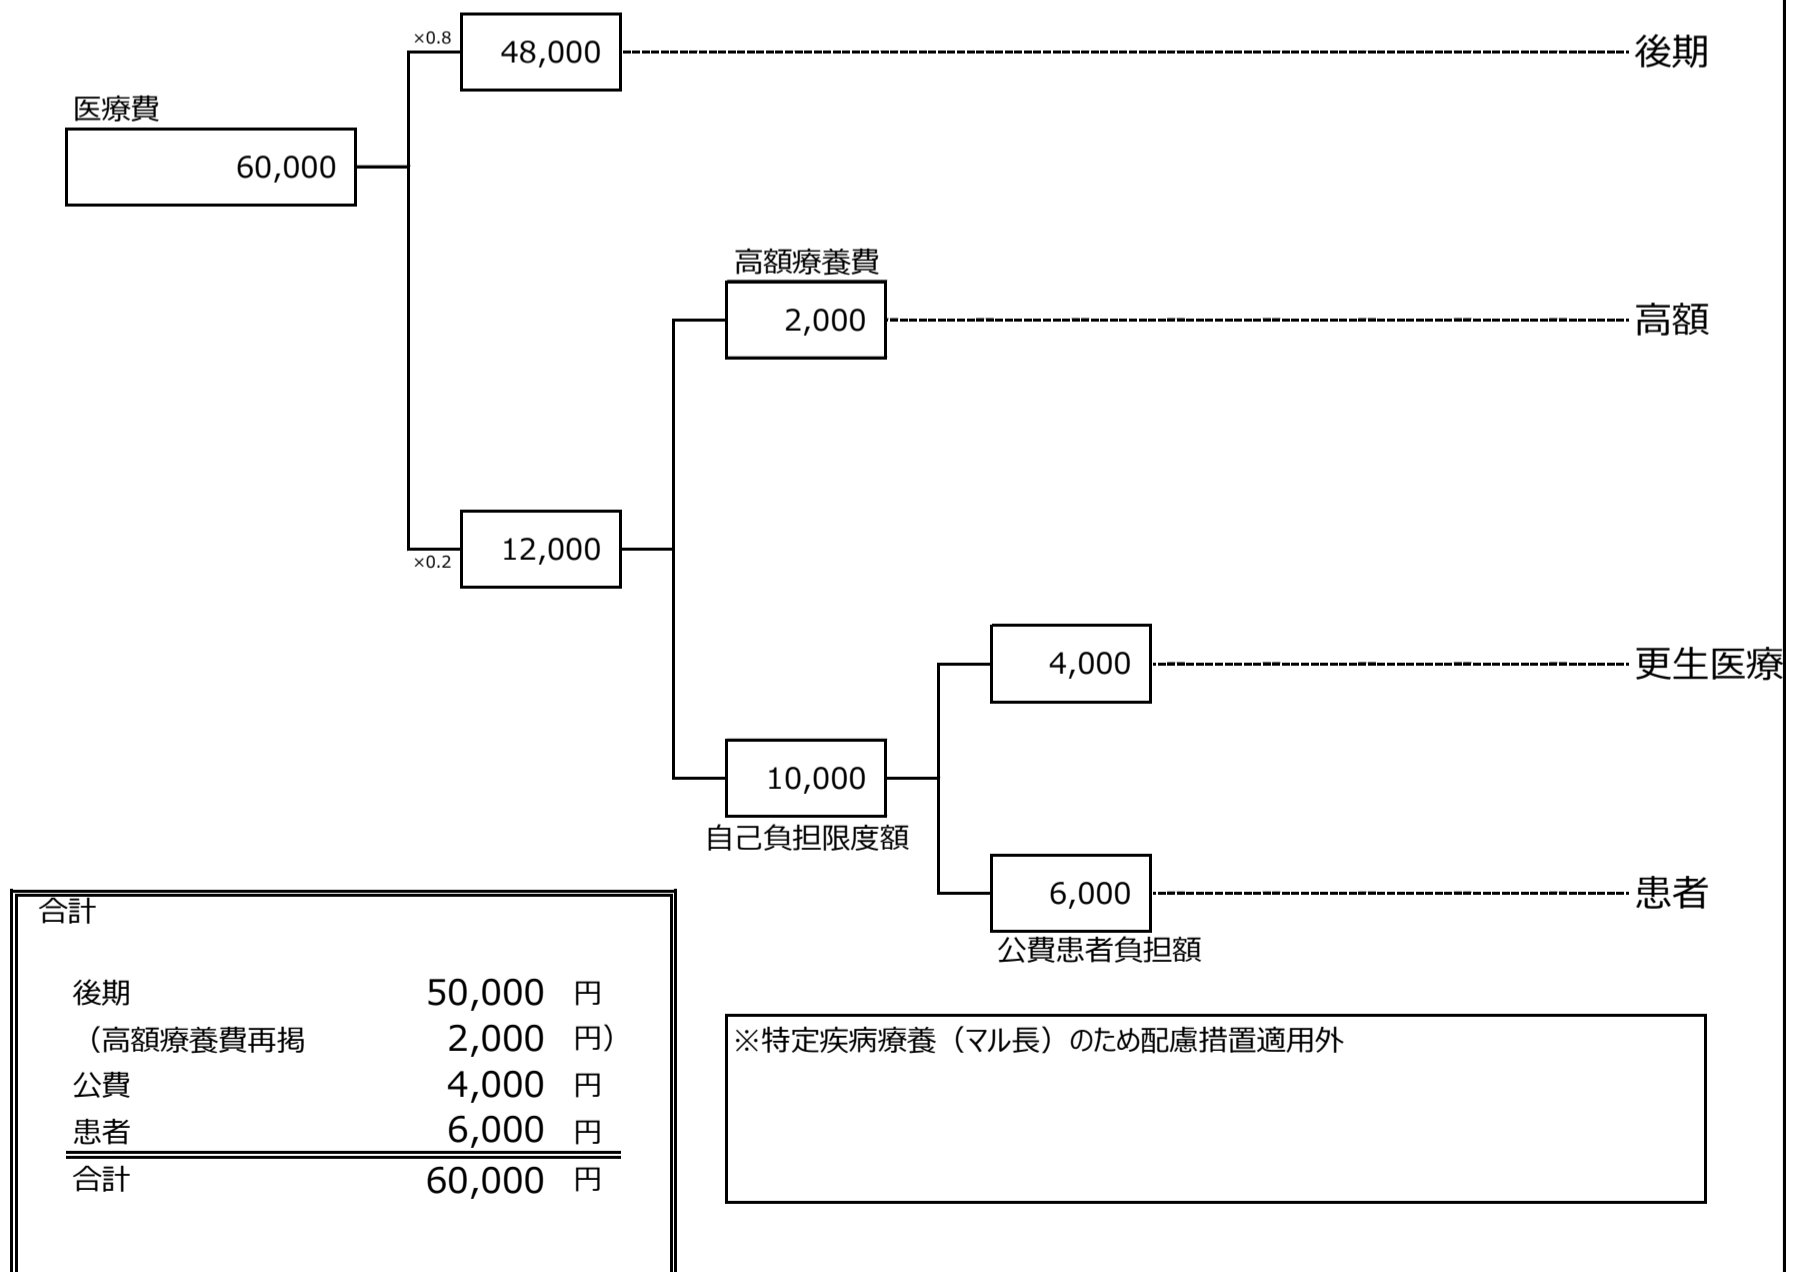 ×0.8
48,000
後期
医療費
60,000
高額療養費
2,000
高額
12,000
×0.2
4,000
更生医療
10,000
自己負担限度額
6,000
患者
公費患者負担額
合計
後期 50,000 円
（高額療養費再掲 2,000 円）
公費 4,000 円
患者 6,000 円
合計 60,000 円
※特定疾病療養（マル長）のため配慮措置適用外